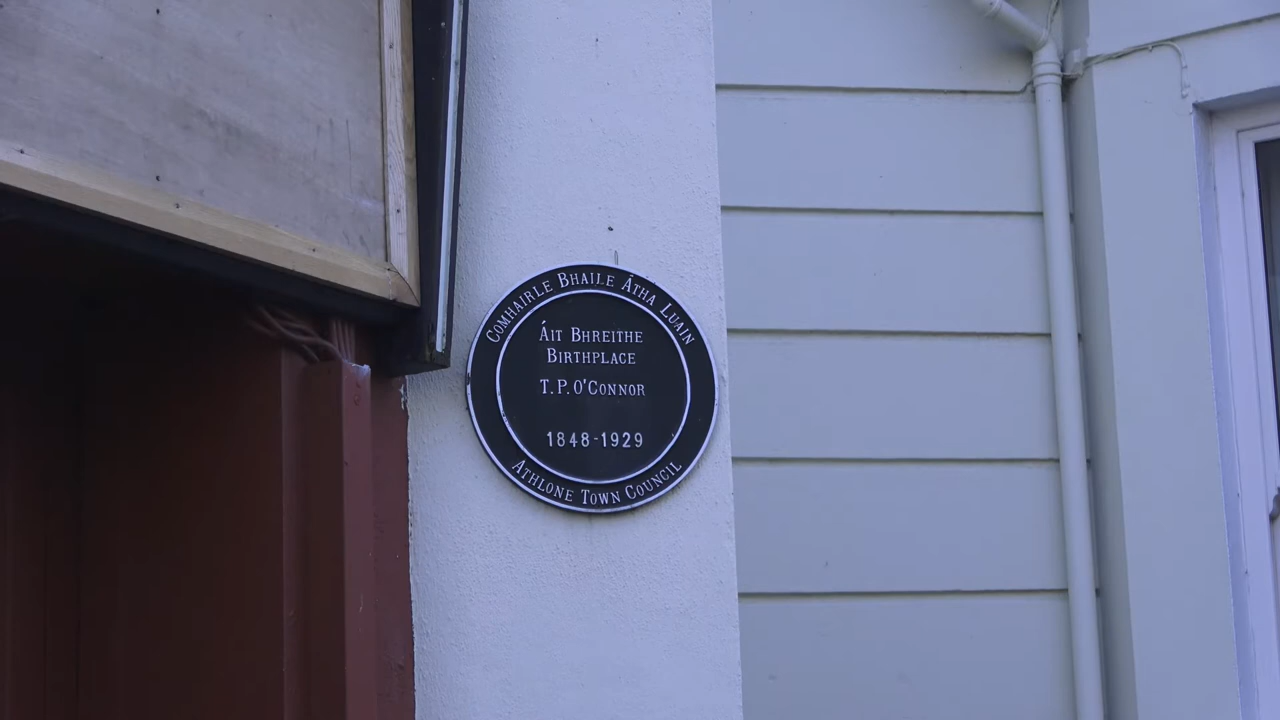 Comhairle Bhaile Átha Luain
Áit Bhreithe
Birthplace
T.P. O'Connor
1848-1929
Athlone Town Council